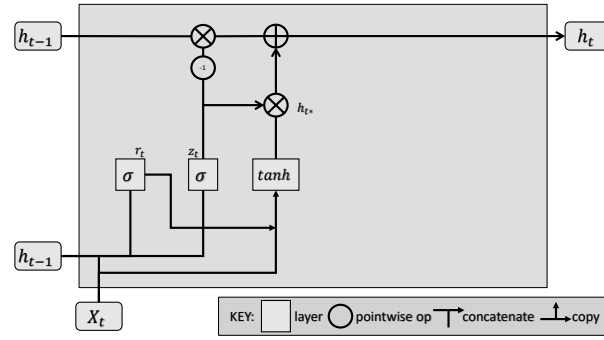 h_{t-1}
h_t
-1
h_{t*}
r_t
z_t
σ
σ
tanh
h_{t-1}
X_t
KEY: layer pointwise op concatenate copy